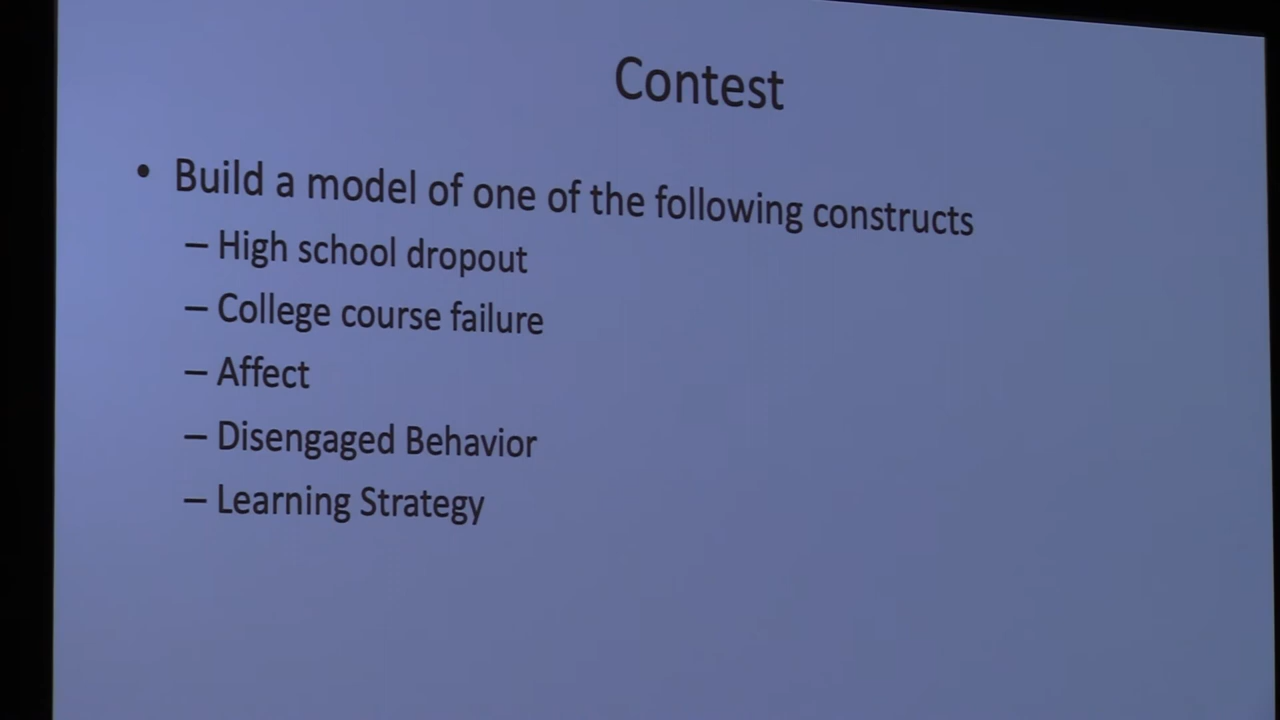 Contest
• Build a model of one of the following constructs
– High school dropout
– College course failure
– Affect
– Disengaged Behavior
– Learning Strategy